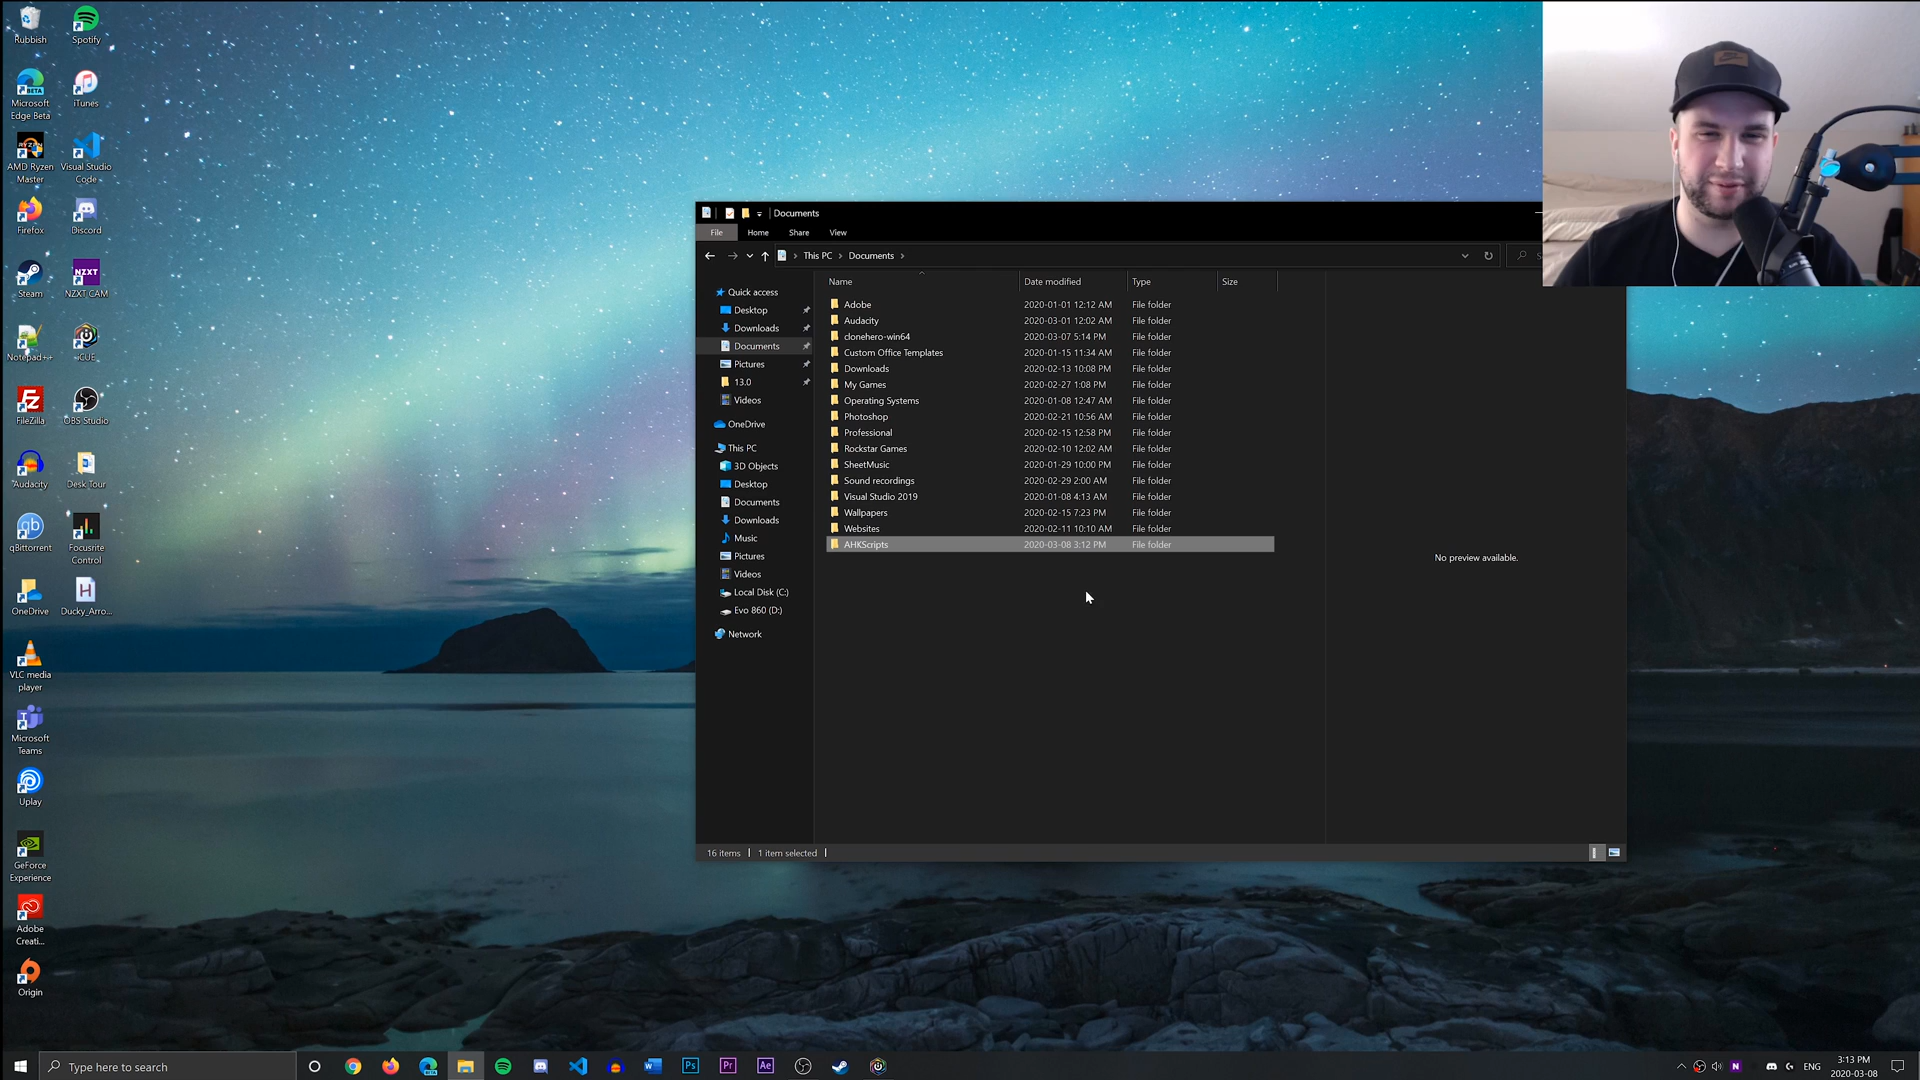 Rubbish
Spotify
Microsoft
Edge Beta
BETA
iTunes
RYZEN
AMD Ryzen
Master
Visual Studio
Code
Firefox
Discord
Steam
NZXT
NZXT CAM
Notepad++
iCUE
FileZilla
OBS Studio
Audacity
Desk Tour
qb
qBittorrent
Focusrite
Control
OneDrive
H
Ducky_Arro...
VLC media
player
Microsoft
Teams
Uplay
GeForce
Experience
Adobe
Creati...
Origin
Documents
File
Home
Share
View
This PC
Documents
Name
Date modified
Type
Size
Quick access
Desktop
Downloads
Documents
Pictures
13.0
Videos
OneDrive
This PC
3D Objects
Desktop
Documents
Downloads
Music
Pictures
Videos
Local Disk (C:)
Evo 860 (D:)
Network
Adobe 2020-01-01 12:12 AM File folder
Audacity 2020-03-01 12:02 AM File folder
clonehero-win64 2020-03-07 5:14 PM File folder
Custom Office Templates 2020-01-15 11:34 AM File folder
Downloads 2020-02-13 10:08 PM File folder
My Games 2020-02-27 1:08 PM File folder
Operating Systems 2020-01-08 12:47 AM File folder
Photoshop 2020-02-21 10:56 AM File folder
Professional 2020-02-15 12:58 PM File folder
Rockstar Games 2020-02-10 12:02 AM File folder
SheetMusic 2020-01-29 10:00 PM File folder
Sound recordings 2020-02-29 2:00 AM File folder
Visual Studio 2019 2020-01-08 4:13 AM File folder
Wallpapers 2020-02-15 7:23 PM File folder
Websites 2020-02-11 10:10 AM File folder
AHKScripts 2020-03-08 3:12 PM File folder
No preview available.
16 items
1 item selected
Type here to search
Ps
Pr
Ae
N
ENG
3:13 PM
2020-03-08